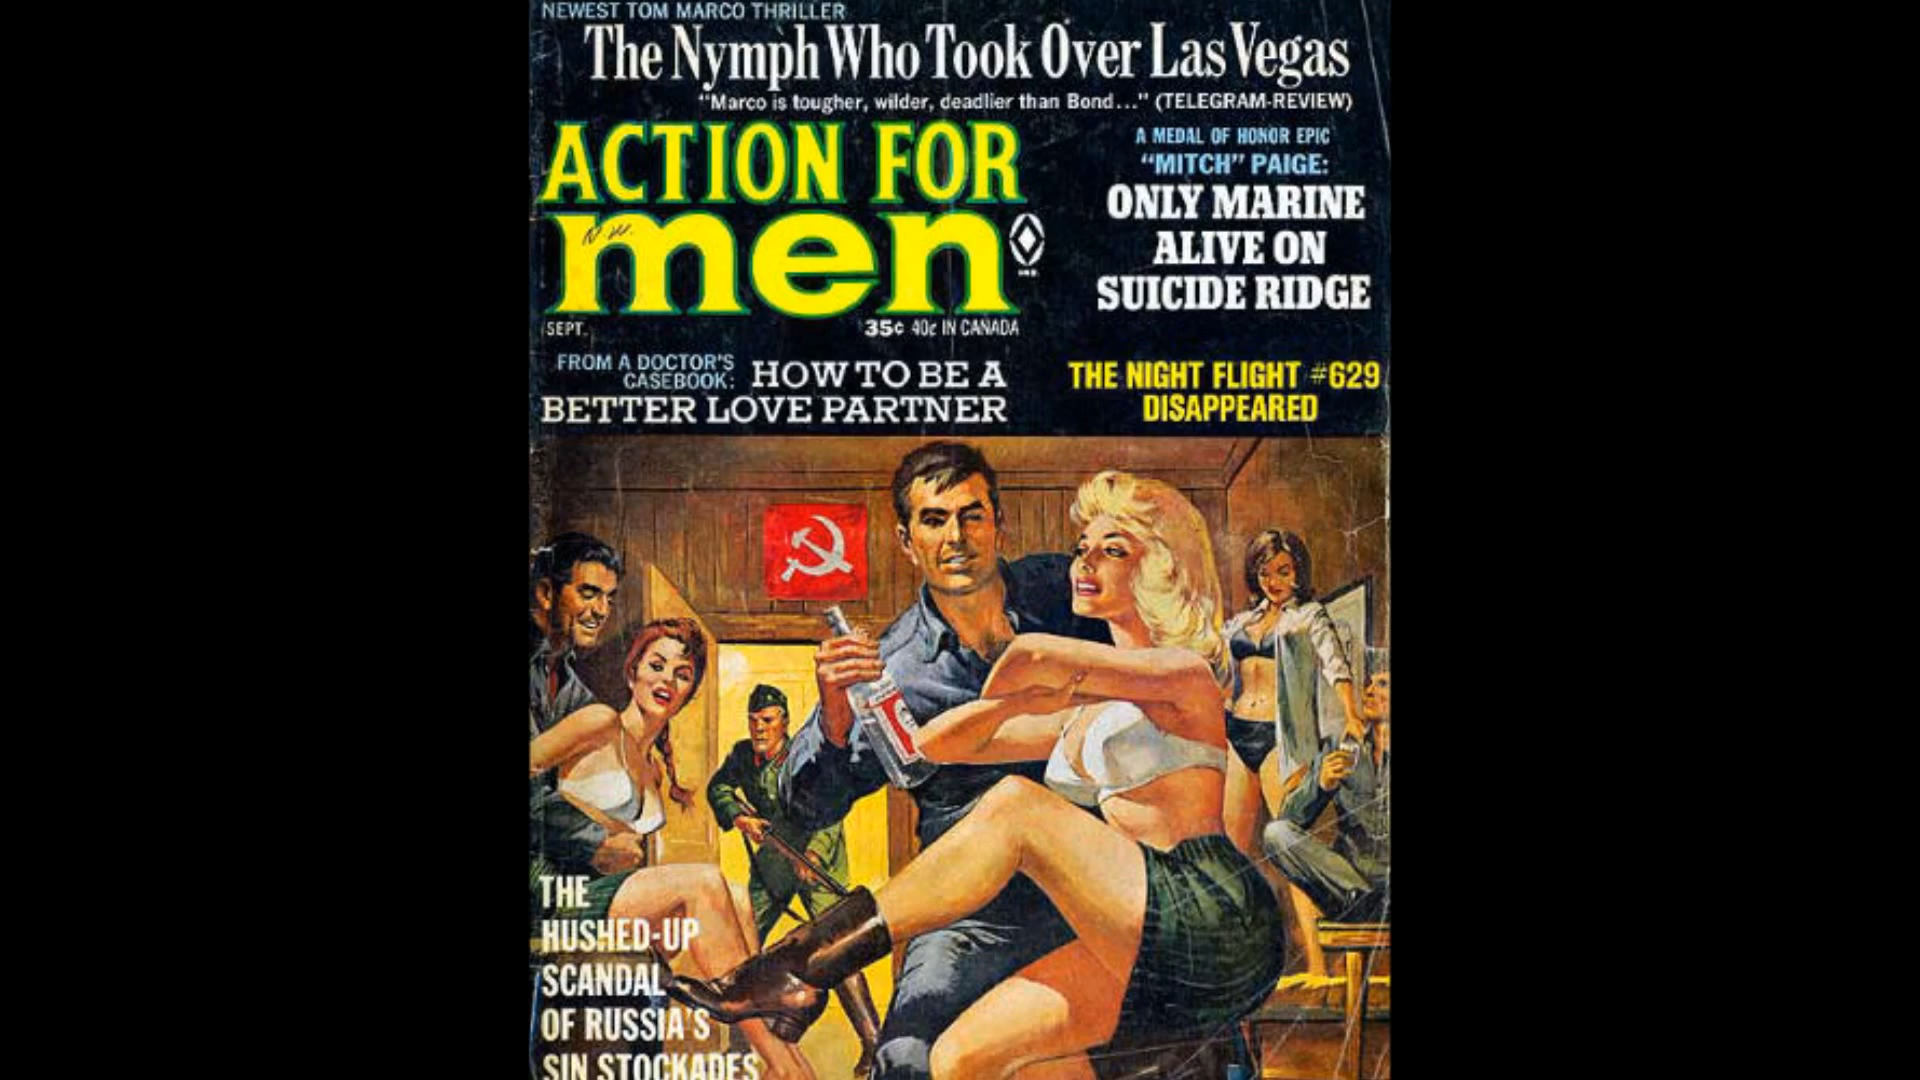 NEWEST TOM MARCO THRILLER
The Nymph Who Took Over Las Vegas
"Marco is tougher, wilder, deadlier than Bond..." (TELEGRAM-REVIEW)
ACTION FOR
men
N.W.
SEPT.
35¢ 40¢ IN CANADA
A MEDAL OF HONOR EPIC
"MITCH" PAIGE:
ONLY MARINE
ALIVE ON
SUICIDE RIDGE
FROM A DOCTOR'S
CASEBOOK: HOW TO BE A
BETTER LOVE PARTNER
THE NIGHT FLIGHT #629
DISAPPEARED
THE
HUSHED-UP
SCANDAL
OF RUSSIA'S
SIN STOCKADES